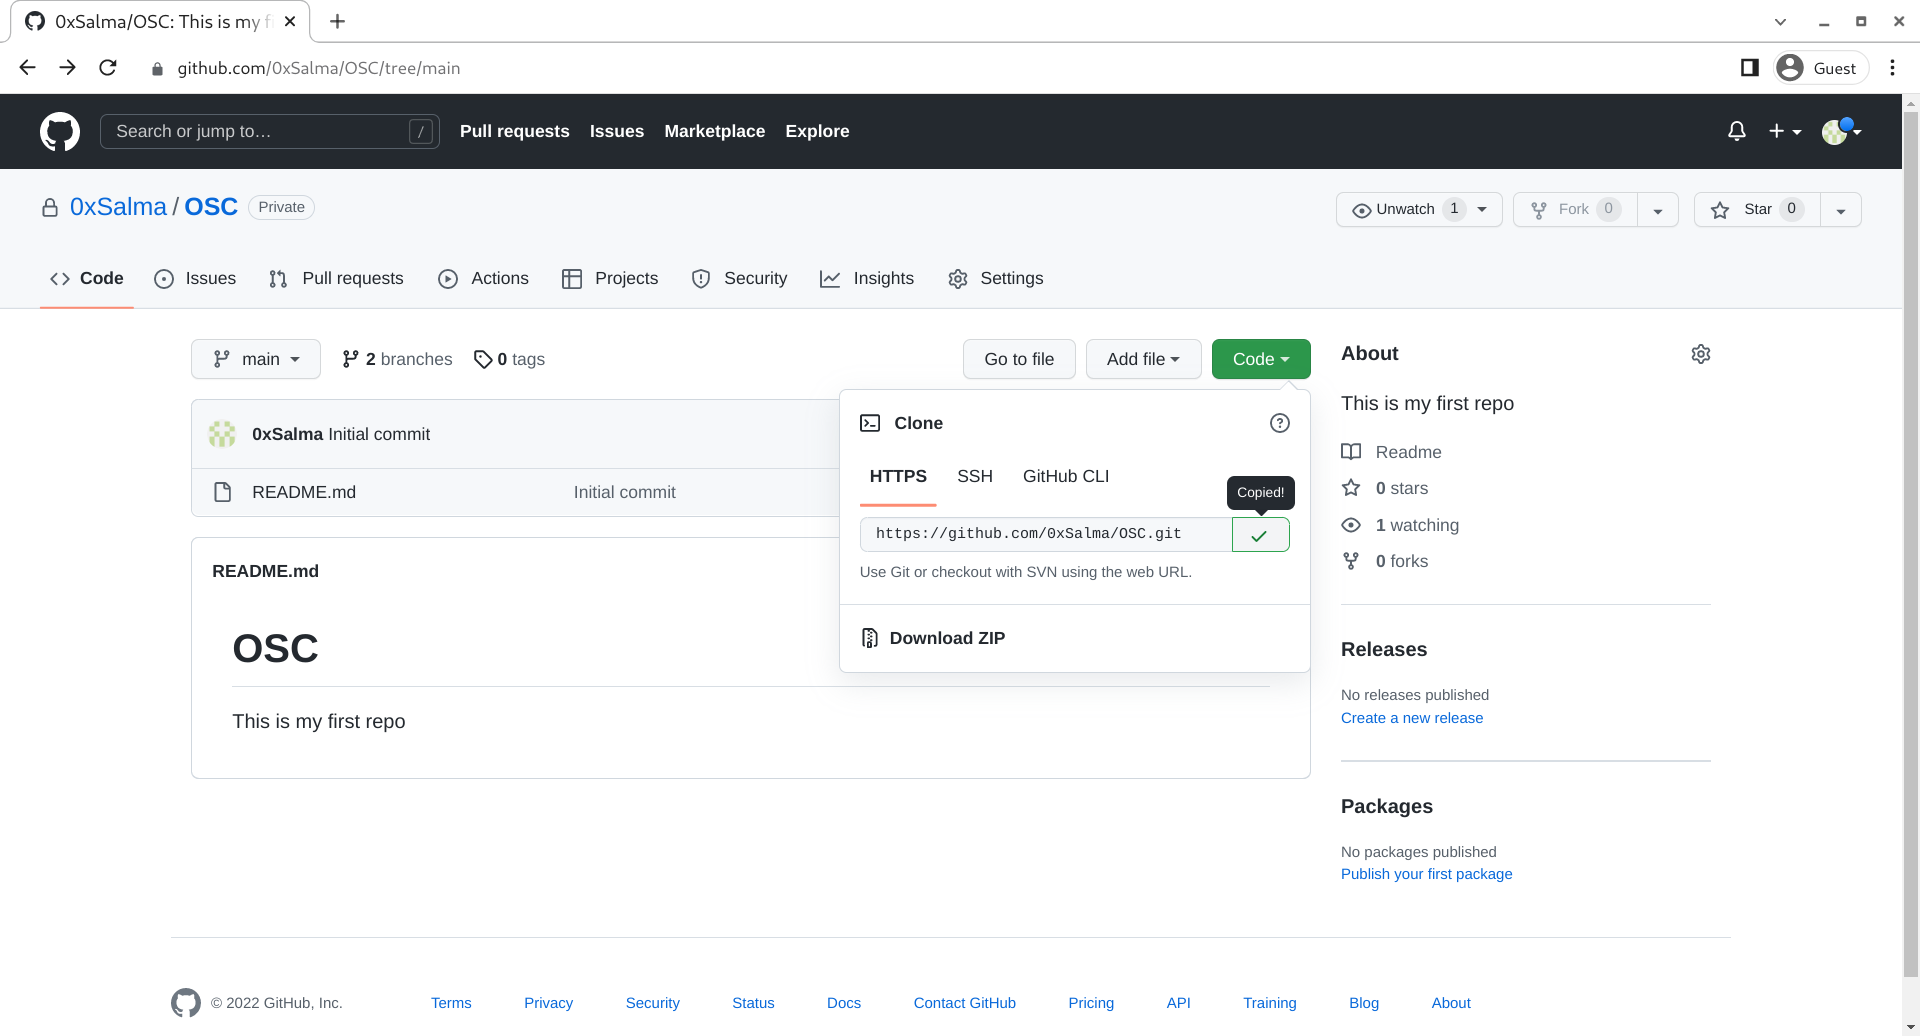 0xSalma/OSC: This is my fi
github.com/0xSalma/OSC/tree/main
Guest
Search or jump to…
/
Pull requests
Issues
Marketplace
Explore
0xSalma / OSC
Private
Unwatch 1
Fork 0
Star 0
Code
Issues
Pull requests
Actions
Projects
Security
Insights
Settings
main
2 branches
0 tags
Go to file
Add file
Code
0xSalma Initial commit
README.md
Initial commit
README.md
OSC
This is my first repo
Clone
HTTPS
SSH
GitHub CLI
Copied!
https://github.com/0xSalma/OSC.git
Use Git or checkout with SVN using the web URL.
Download ZIP
About
This is my first repo
Readme
0 stars
1 watching
0 forks
Releases
No releases published
Create a new release
Packages
No packages published
Publish your first package
© 2022 GitHub, Inc.
Terms
Privacy
Security
Status
Docs
Contact GitHub
Pricing
API
Training
Blog
About